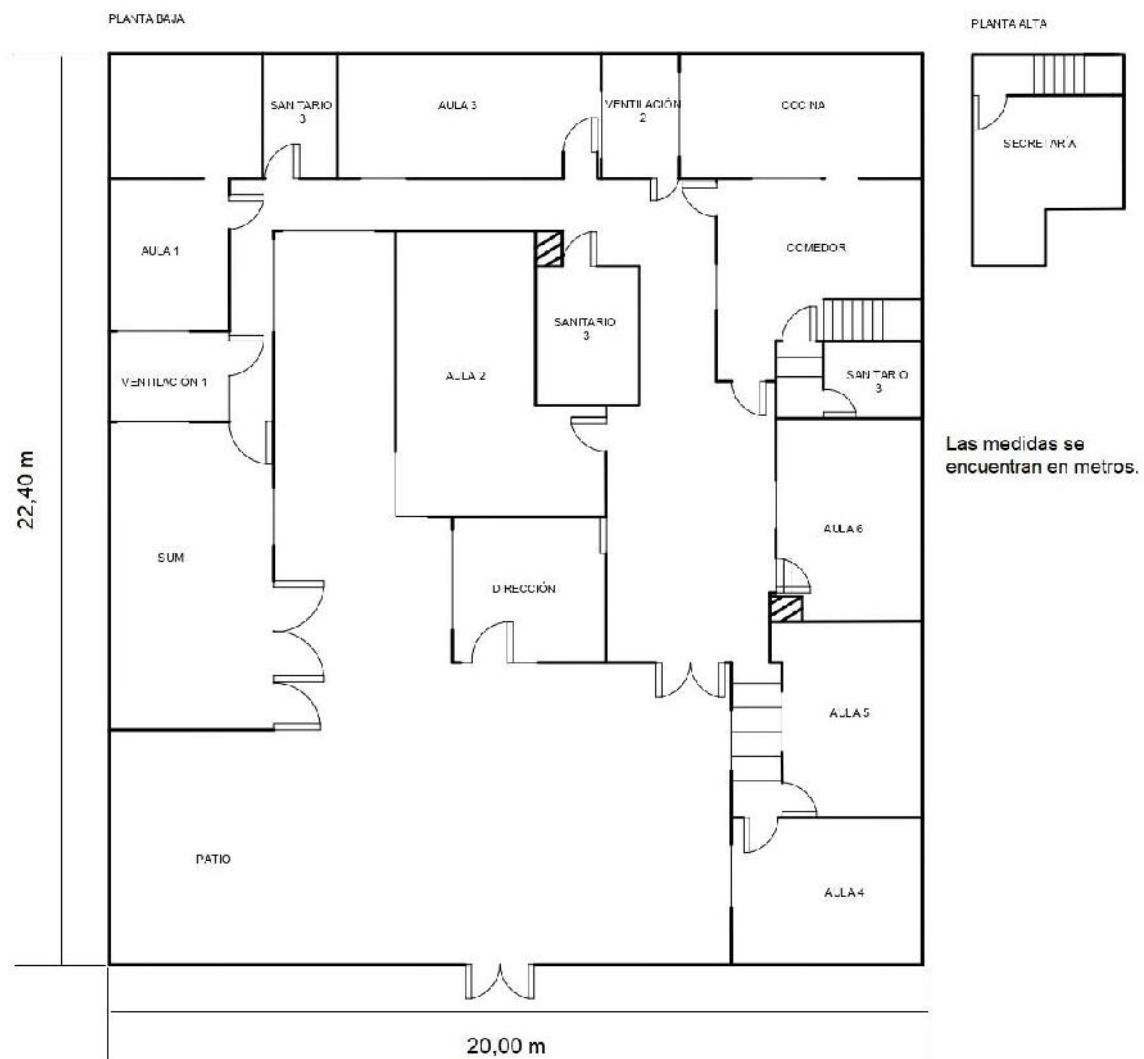 PLANTA BAJA
PLANTA ALTA
SANITARIO
3
AULA 3
VENTILACIÓN
2
COCINA
SECRETARÍA
AULA 1
COMEDOR
SANITARIO
3
VENTILACIÓN 1
AULA 2
SANITARIO
3
Las medidas se
encuentran en metros.
22,40 m
SUM
AULA 6
DIRECCIÓN
AULA 5
PATIO
AULA 4
20,00 m